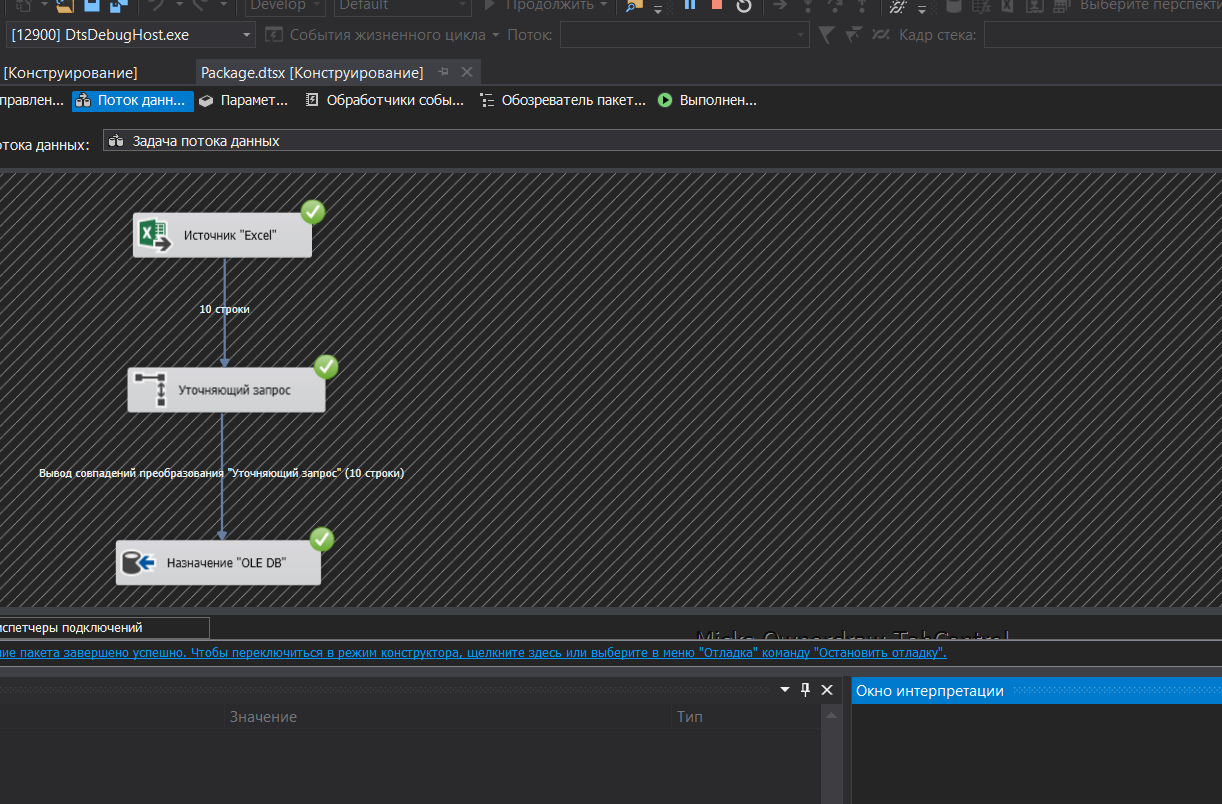 Develop Default Продолжить Выберите перспекти
[12900] DtsDebugHost.exe События жизненного цикла Поток: Кадр стека:
[Конструирование] Package.dtsx [Конструирование]
правлен... Поток данн... Парамет... Обработчики собы... Обозреватель пакет... Выполнен...
отока данных: Задача потока данных
Источник "Excel"
10 строки
Уточняющий запрос
Вывод совпадений преобразования "Уточняющий запрос" (10 строки)
Назначение "OLE DB"
испетчеры подключений
ние пакета завершено успешно. Чтобы переключиться в режим конструктора, щелкните здесь или выберите в меню "Отладка" команду "Остановить отладку".
Окно интерпретации
Значение Тип